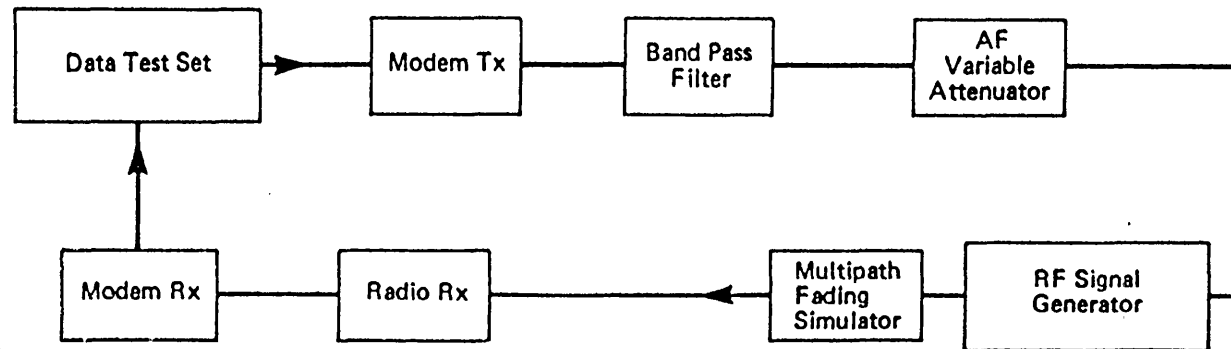 Data Test Set
Modem Tx
Band Pass
Filter
AF
Variable
Attenuator
Modem Rx
Radio Rx
Multipath
Fading
Simulator
RF Signal
Generator